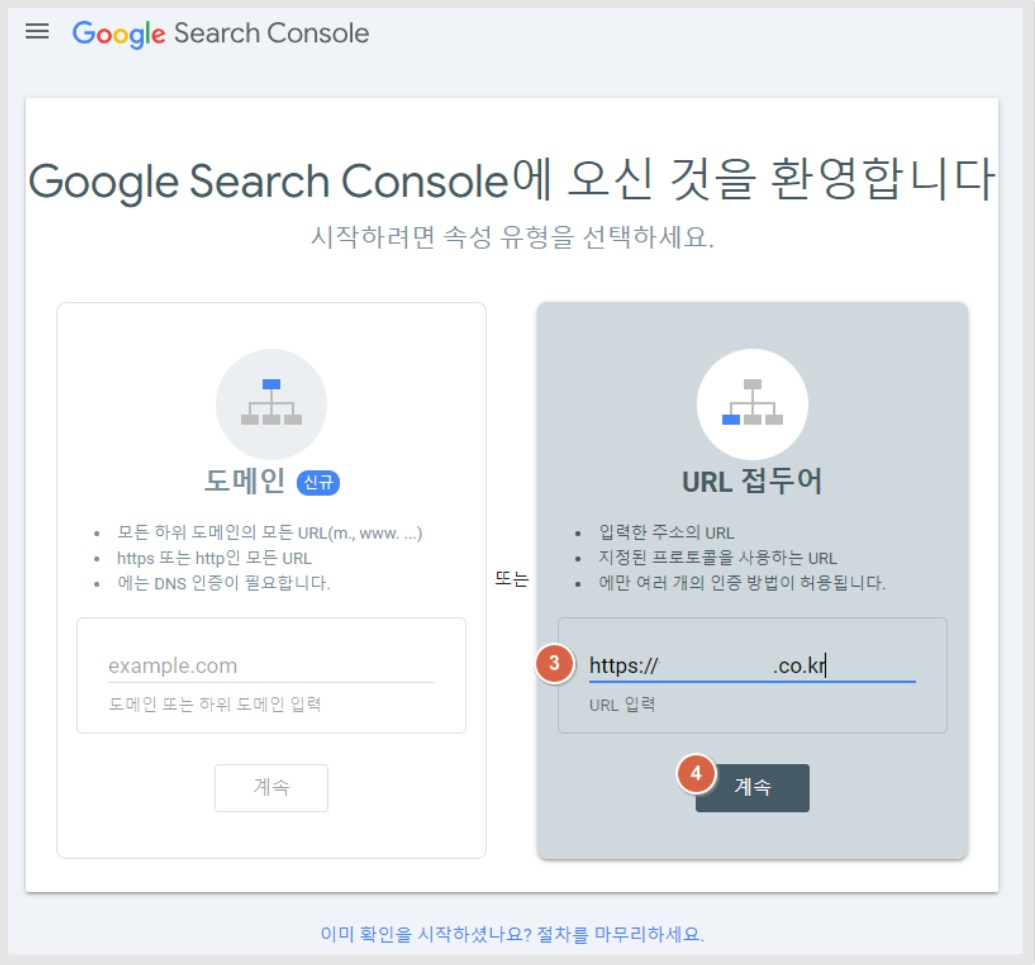 Google Search Console
Google Search Console에 오신 것을 환영합니다
시작하려면 속성 유형을 선택하세요.
도메인 신규
모든 하위 도메인의 모든 URL(m., www. ...)
https 또는 http인 모든 URL
에는 DNS 인증이 필요합니다.
example.com
도메인 또는 하위 도메인 입력
계속
또는
URL 접두어
입력한 주소의 URL
지정된 프로토콜을 사용하는 URL
에만 여러 개의 인증 방법이 허용됩니다.
3 https:// .co.kr
URL 입력
4 계속
이미 확인을 시작하셨나요? 절차를 마무리하세요.